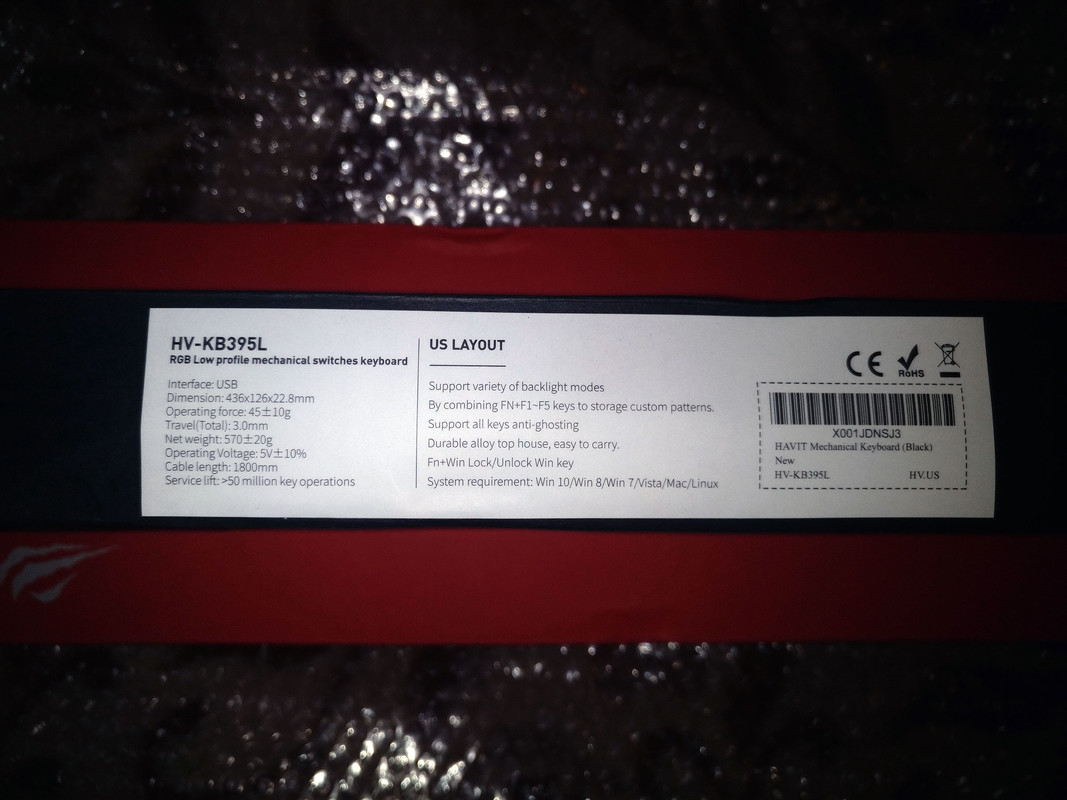 HV-KB395L
RGB Low profile mechanical switches keyboard
Interface: USB
Dimension: 436x126x22.8mm
Operating force: 45±10g
Travel(Total): 3.0mm
Net weight: 570±20g
Operating Voltage: 5V±10%
Cable length: 1800mm
Service lift: >50 million key operations
US LAYOUT
Support variety of backlight modes
By combining FN+F1~F5 keys to storage custom patterns.
Support all keys anti-ghosting
Durable alloy top house, easy to carry.
Fn+Win Lock/Unlock Win key
System requirement: Win 10/Win 8/Win 7/Vista/Mac/Linux
CE RoHS
X001JDNSJ3
HAVIT Mechanical Keyboard (Black)
New
HV-KB395L HV.US